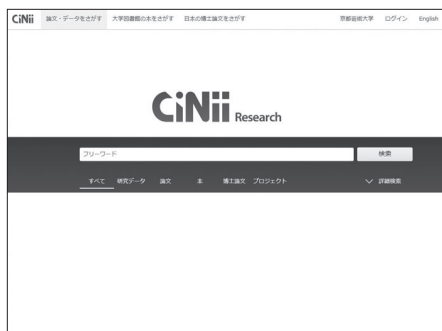 CiNii 論文・データをさがす 大学図書館の本をさがす 日本の博士論文をさがす 京都芸術大学 ログイン English
CiNii Research
フリーワード 検索
すべて 研究データ 論文 本 博士論文 プロジェクト 詳細検索